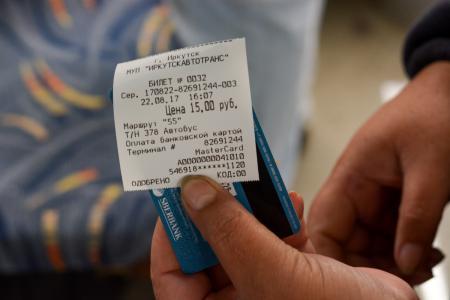 г. Иркутск
МУП "ИРКУТСКАВТОТРАНС"
БИЛЕТ № 0032
Сер. 170822-82691244-003
22.08.17 16:07
Цена 15,00 руб.
Маршрут "55"
Т/Н 378 Автобус
Оплата банковской картой
Терминал # 82691244
MasterCard
A0000000041010
546918******1120
ОДОБРЕНО КОД:00
SBERBANK